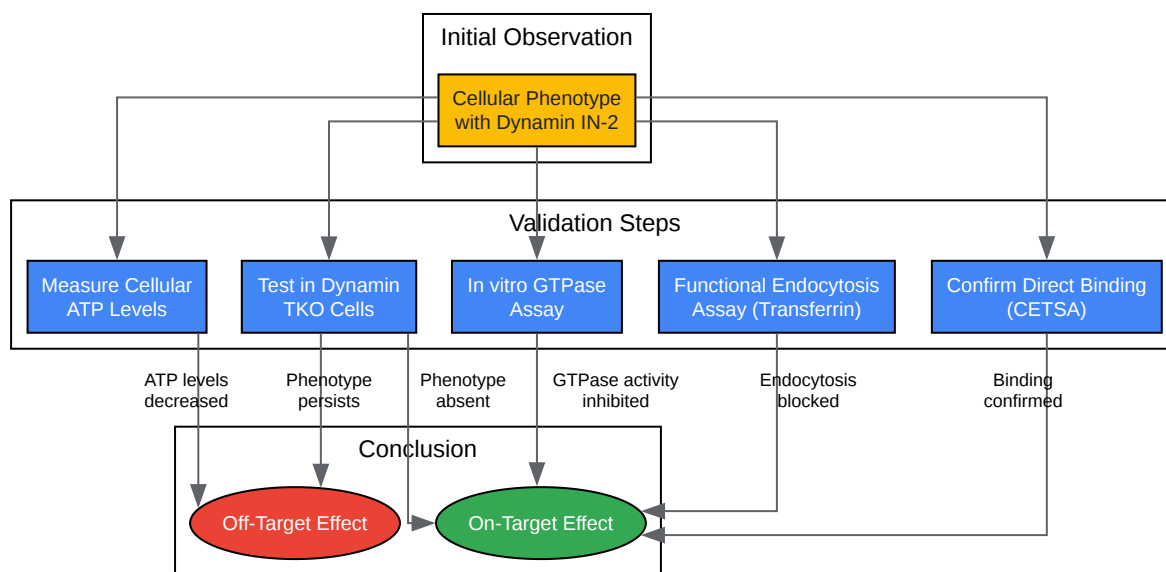 Initial Observation
Cellular Phenotype
with Dynamin IN-2
Validation Steps
Measure Cellular
ATP Levels
Test in Dynamin
TKO Cells
In vitro GTPase
Assay
Functional Endocytosis
Assay (Transferrin)
Confirm Direct Binding
(CETSA)
ATP levels
decreased
Phenotype
persists
Phenotype
absent
GTPase activity
inhibited
Endocytosis
blocked
Binding
confirmed
Conclusion
Off-Target Effect
On-Target Effect